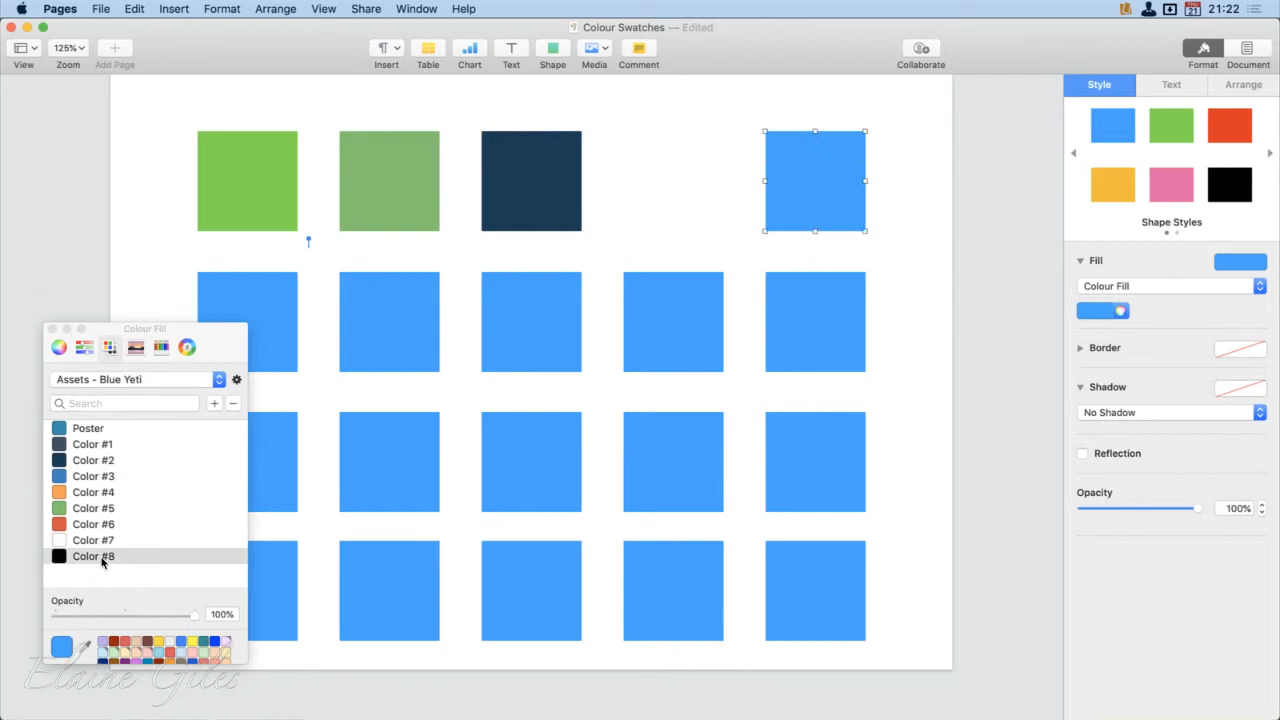 Pages File Edit Insert Format Arrange View Share Window Help
THU 21 21:22
Colour Swatches — Edited
125%
View Zoom Add Page Insert Table Chart Text Shape Media Comment Collaborate Format Document
Style Text Arrange
Shape Styles
Fill
Colour Fill
Border
Shadow
No Shadow
Reflection
Opacity
100%
Colour Fill
Assets - Blue Yeti
Search
Poster
Color #1
Color #2
Color #3
Color #4
Color #5
Color #6
Color #7
Color #8
Opacity
100%
Elaine Giles